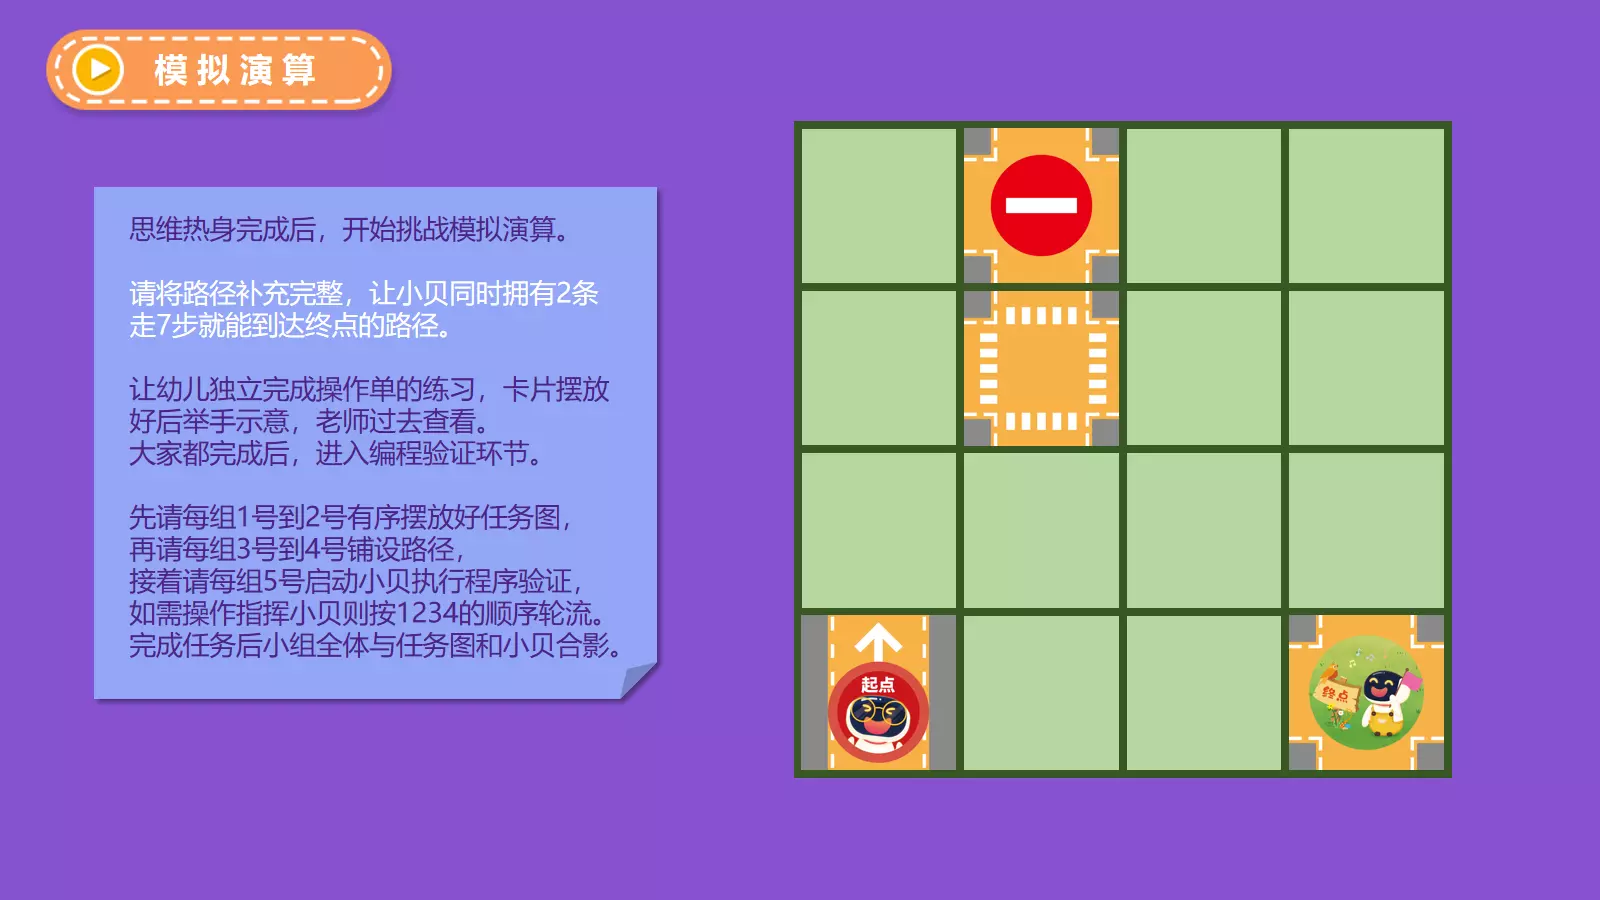 模拟演算
思维热身完成后，开始挑战模拟演算。
请将路径补充完整，让小贝同时拥有2条
走7步就能到达终点的路径。
让幼儿独立完成操作单的练习，卡片摆放
好后举手示意，老师过去查看。
大家都完成后，进入编程验证环节。
先请每组1号到2号有序摆放好任务图，
再请每组3号到4号铺设路径，
接着请每组5号启动小贝执行程序验证，
如需操作指挥小贝则按1234的顺序轮流。
完成任务后小组全体与任务图和小贝合影。
起点
终点